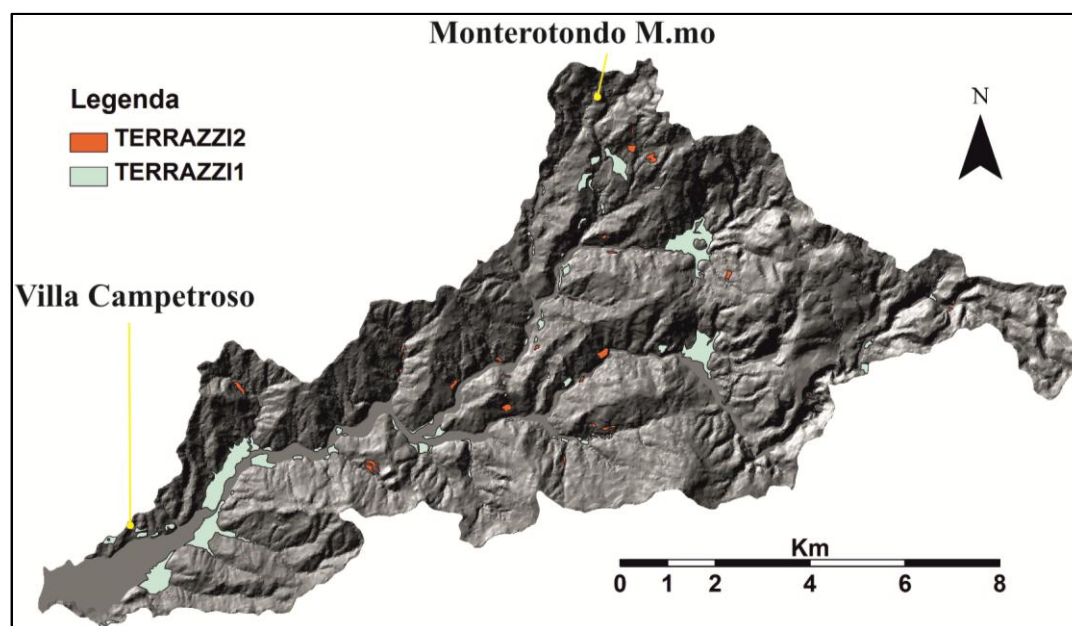 Monterotondo M.mo
Legenda
TERRAZZI2
TERRAZZI1
N
Villa Campetroso
Km
0 1 2 4 6 8